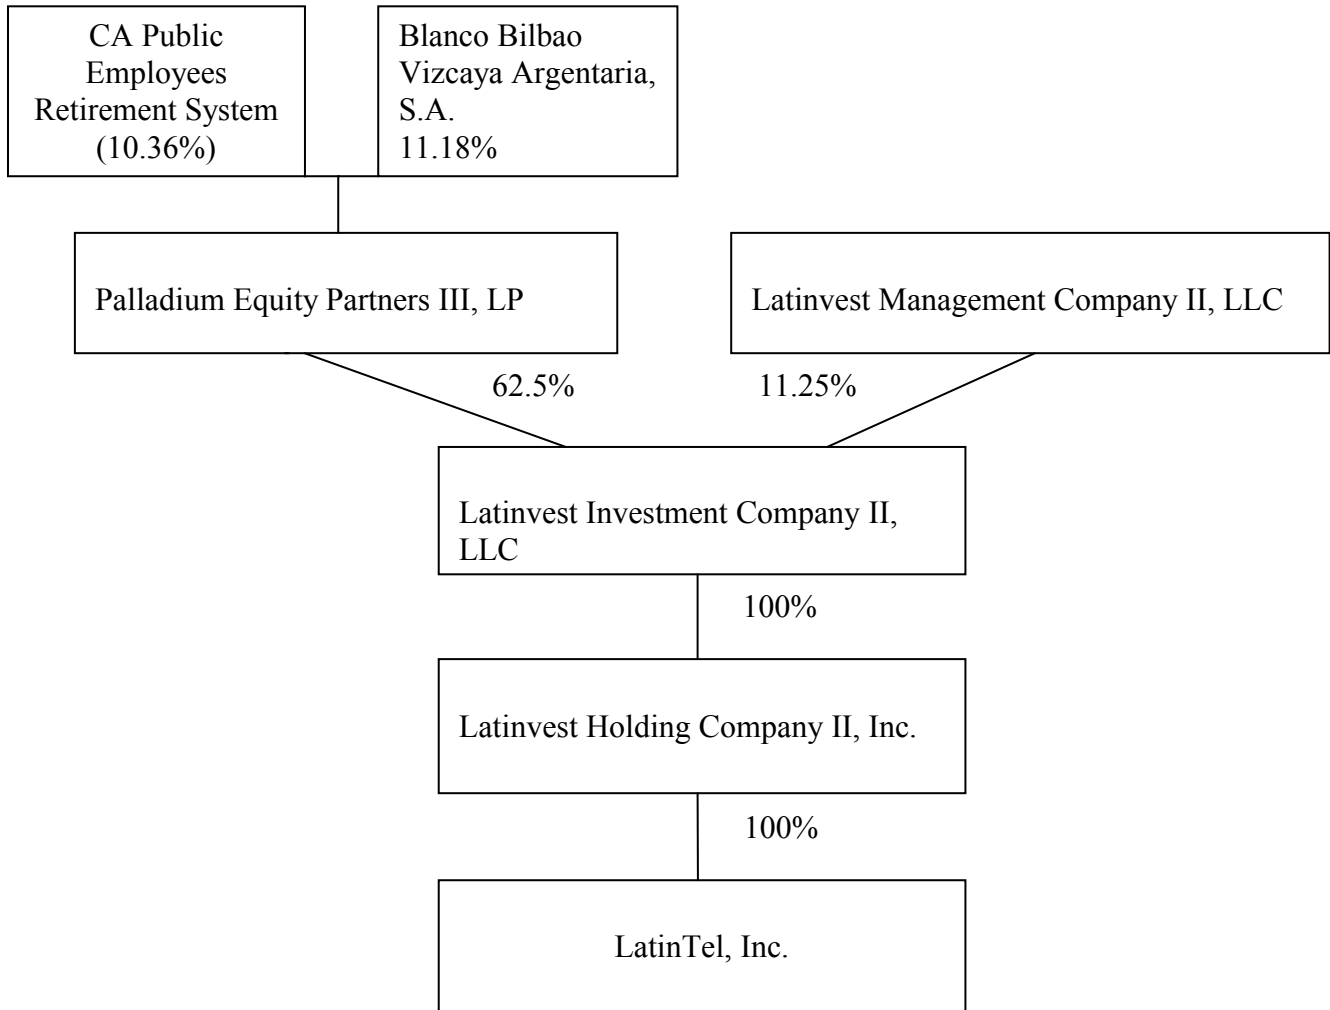 CA Public
Employees
Retirement System
(10.36%)
Blanco Bilbao
Vizcaya Argentaria,
S.A.
11.18%
Palladium Equity Partners III, LP
Latinvest Management Company II, LLC
62.5%
11.25%
Latinvest Investment Company II,
LLC
100%
Latinvest Holding Company II, Inc.
100%
LatinTel, Inc.